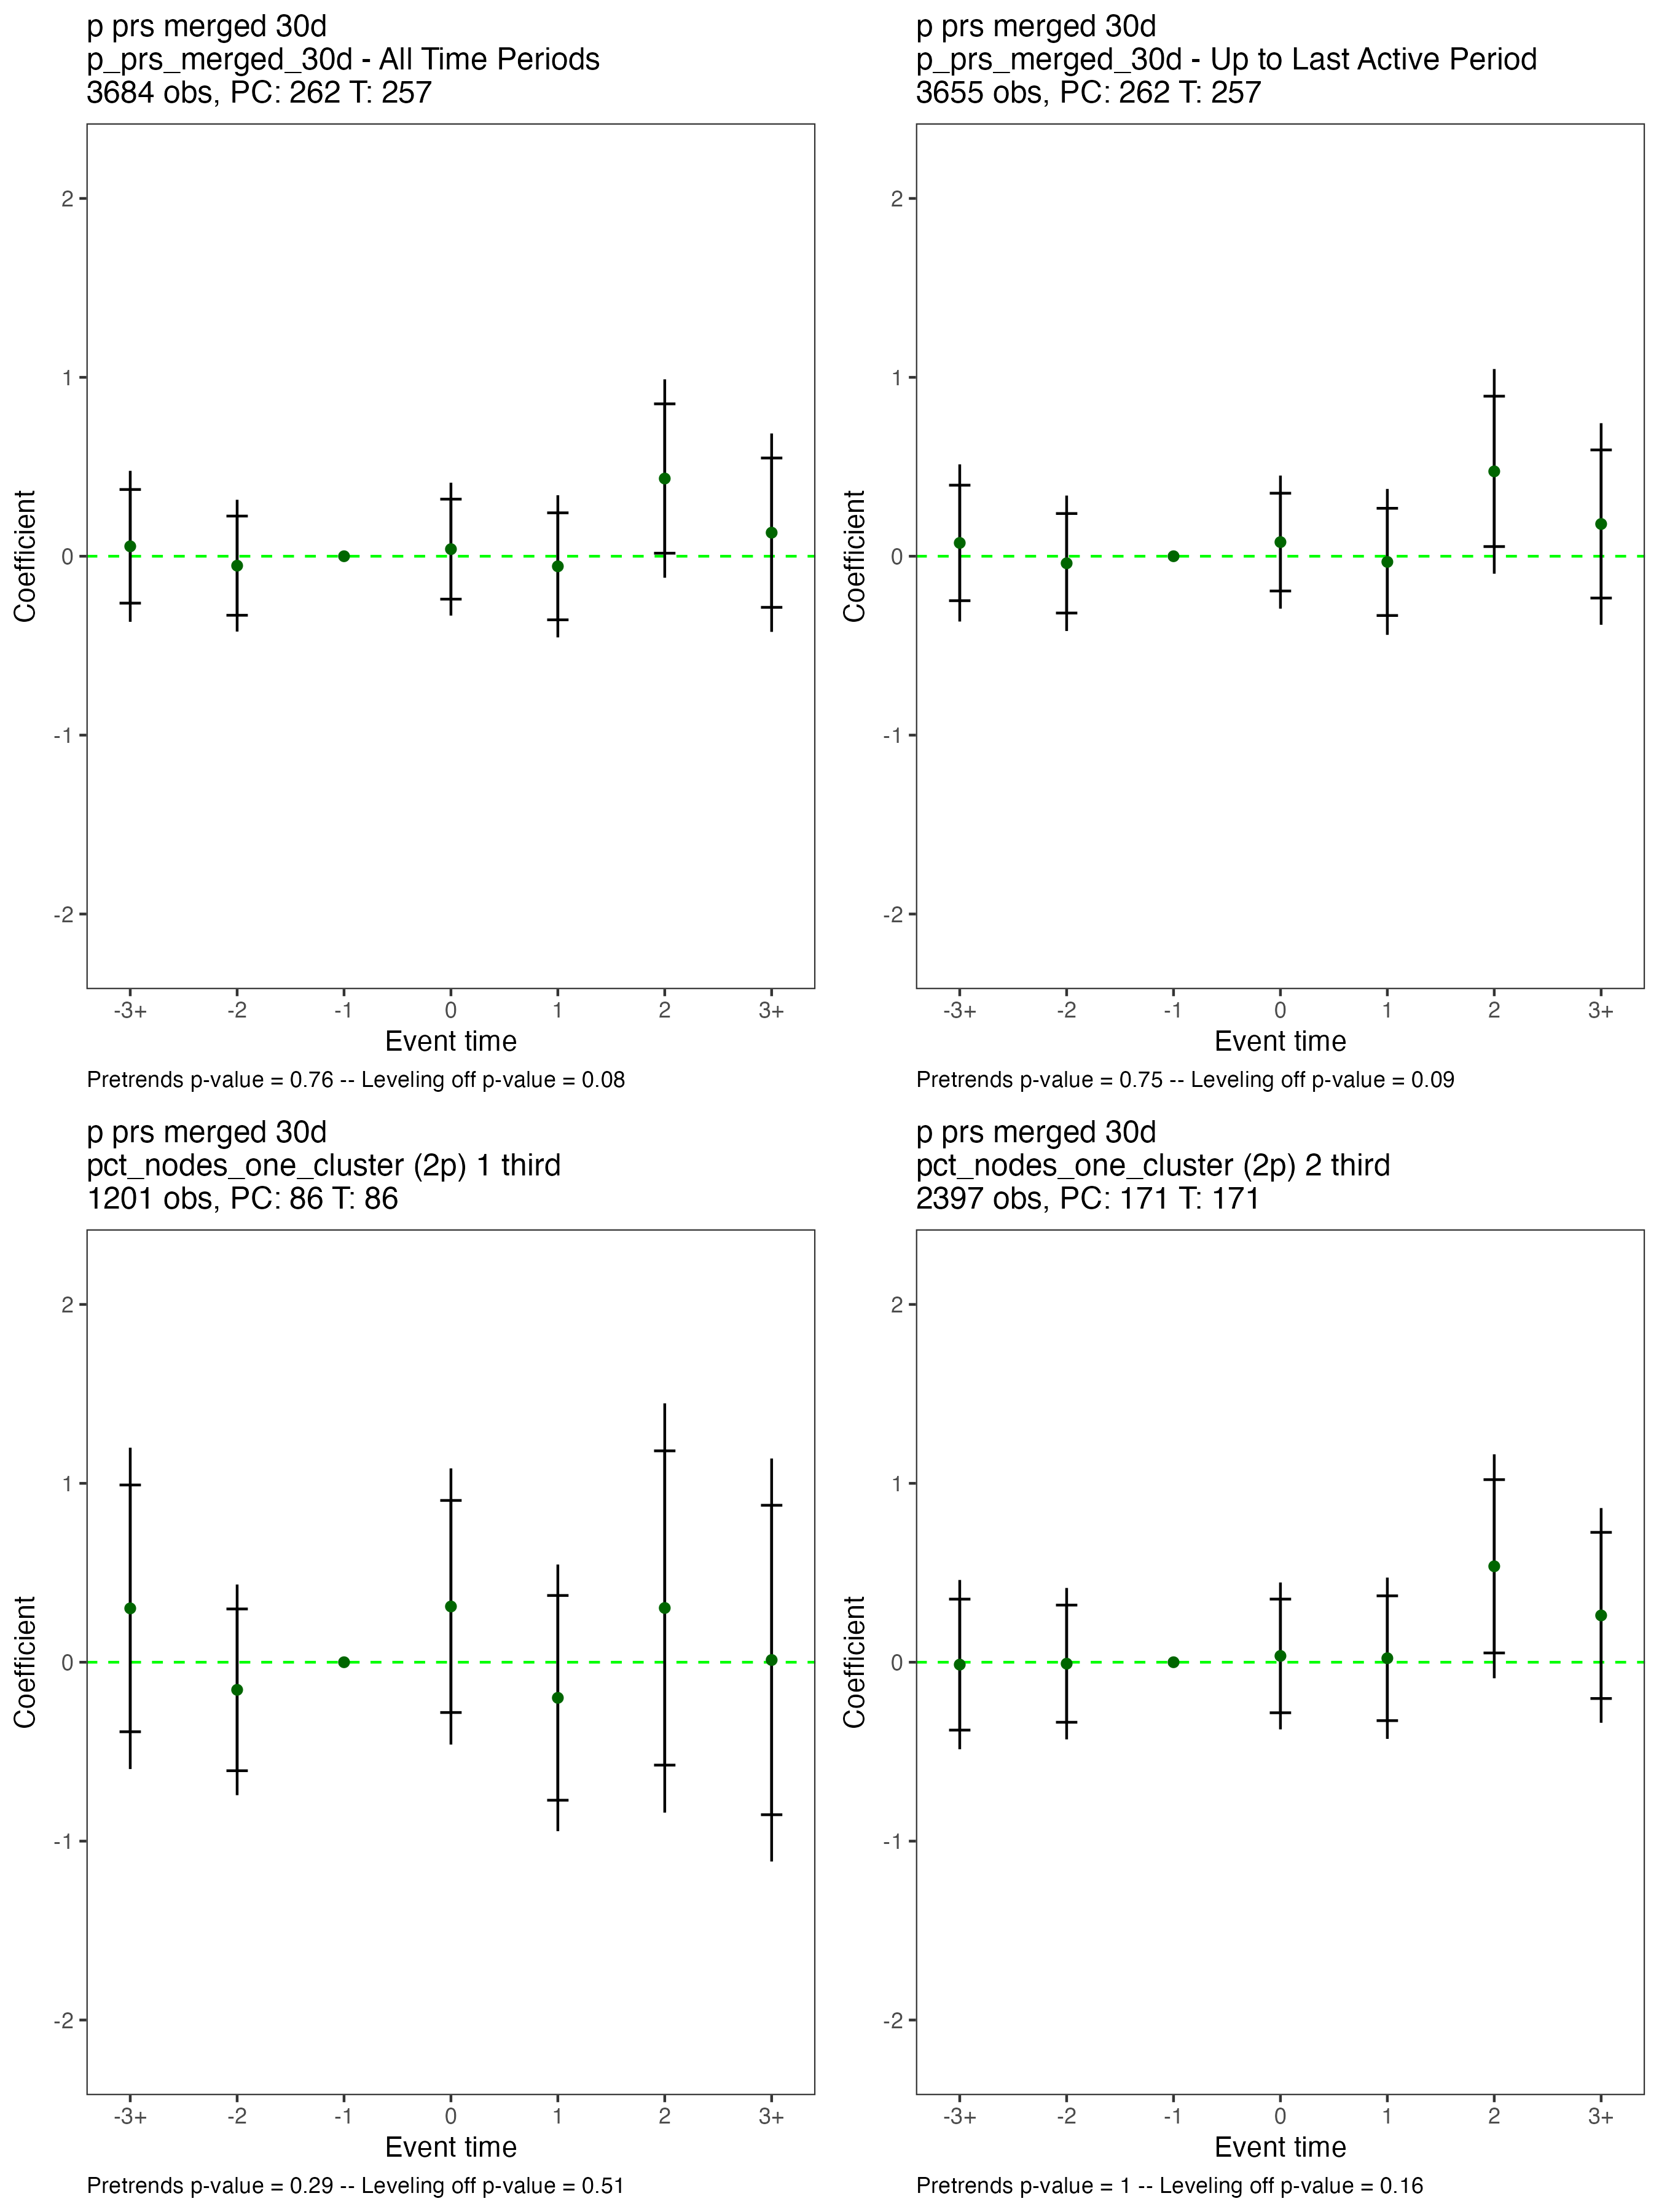 p prs merged 30d
p_prs_merged_30d - All Time Periods
3684 obs, PC: 262 T: 257
2
1
0
-1
-2
Coefficient
-3+ -2 -1 0 1 2 3+
Event time
Pretrends p-value = 0.76 -- Leveling off p-value = 0.08
p prs merged 30d
p_prs_merged_30d - Up to Last Active Period
3655 obs, PC: 262 T: 257
2
1
0
-1
-2
Coefficient
-3+ -2 -1 0 1 2 3+
Event time
Pretrends p-value = 0.75 -- Leveling off p-value = 0.09
p prs merged 30d
pct_nodes_one_cluster (2p) 1 third
1201 obs, PC: 86 T: 86
2
1
0
-1
-2
Coefficient
-3+ -2 -1 0 1 2 3+
Event time
Pretrends p-value = 0.29 -- Leveling off p-value = 0.51
p prs merged 30d
pct_nodes_one_cluster (2p) 2 third
2397 obs, PC: 171 T: 171
2
1
0
-1
-2
Coefficient
-3+ -2 -1 0 1 2 3+
Event time
Pretrends p-value = 1 -- Leveling off p-value = 0.16